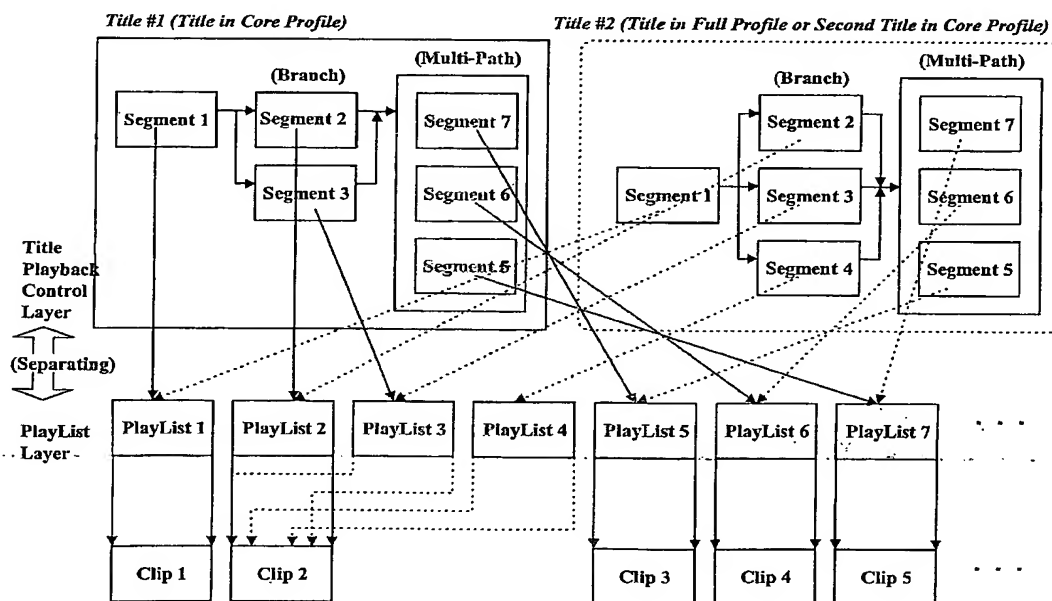 Title #1 (Title in Core Profile)
Title #2 (Title in Full Profile or Second Title in Core Profile)
(Multi-Path)
(Branch)
Segment 1
Segment 2
Segment 7
Segment 3
Segment 6
Segment 5
(Multi-Path)
(Branch)
Segment 2
Segment 7
Segment 1
Segment 3
Segment 6
Segment 4
Segment 5
Title
Playback
Control
Layer
(Separating)
PlayList
Layer
PlayList 1
PlayList 2
PlayList 3
PlayList 4
PlayList 5
PlayList 6
PlayList 7
. . .
Clip 1
Clip 2
Clip 3
Clip 4
Clip 5
. . .